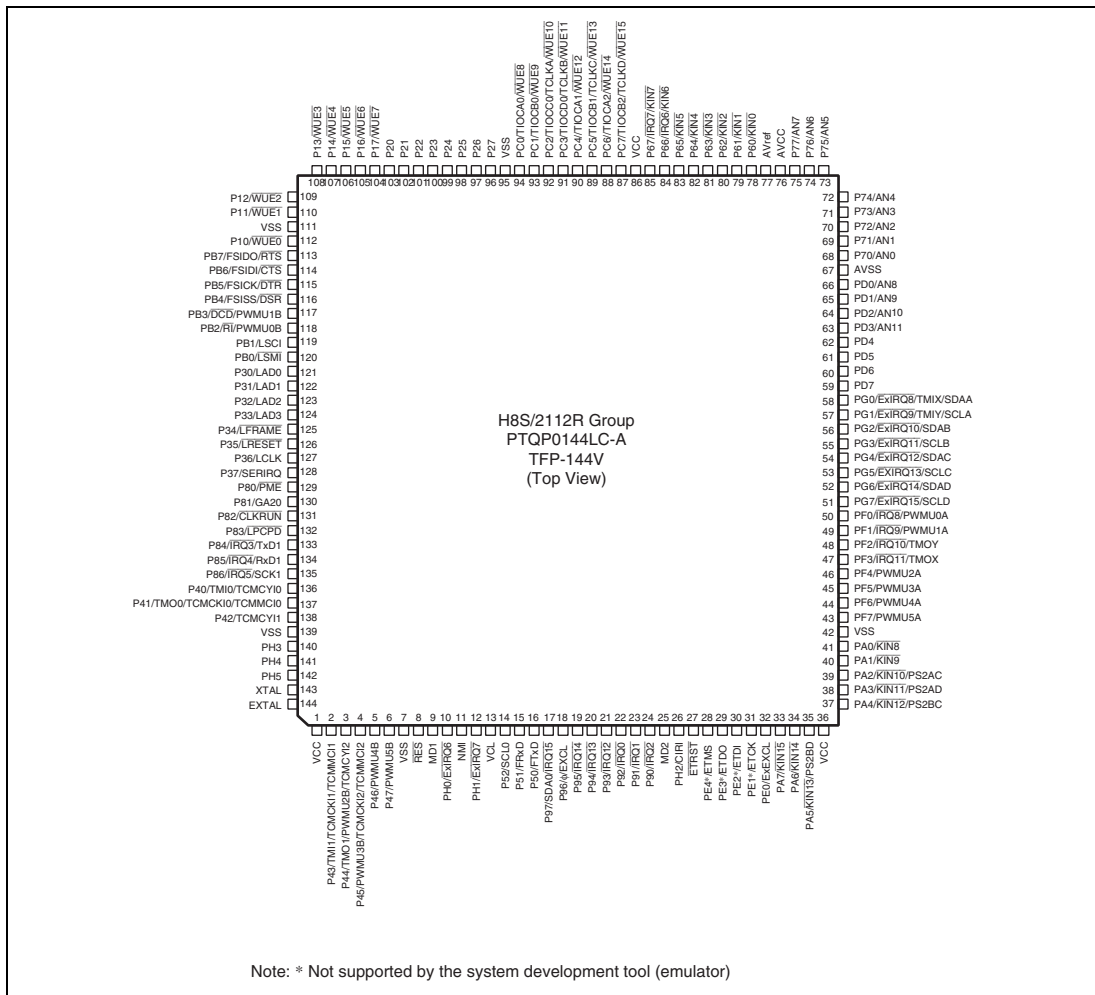 P13/WUE3
P14/WUE4
P15/WUE5
P16/WUE6
P17/WUE7
P20
P21
P22
P23
P24
P25
P26
P27
VSS
PC0/TIOCA0/WUE8
PC1/TIOCB0/WUE9
PC2/TIOCC0/TCLKA/WUE10
PC3/TIOCD0/TCLKB/WUE11
PC4//TIOCA1/WUE12
PC5/TIOCB1/TCLKC/WUE13
PC6//TIOCA2/WUE14
PC7/TIOCB2/TCLKD/WUE15
VCC
P67/IRQ7/KIN7
P66/IRQ6/KIN6
P65/KIN5
P64/KIN4
P63/KIN3
P62/KIN2
P61/KIN1
P60/KIN0
AVref
AVCC
P77/AN7
P76/AN6
P75/AN5
108 107 106 105 104 103 102 101 100 99 98 97 96 95 94 93 92 91 90 89 88 87 86 85 84 83 82 81 80 79 78 77 76 75 74 73
P12/WUE2 109
P11/WUE1 110
VSS 111
P10/WUE0 112
PB7/FSIDO/RTS 113
PB6/FSIDI/CTS 114
PB5/FSICK/DTR 115
PB4/FSISS/DSR 116
PB3/DCD/PWMU1B 117
PB2/RI/PWMU0B 118
PB1/LSCI 119
PB0/LSMI 120
P30/LAD0 121
P31/LAD1 122
P32/LAD2 123
P33/LAD3 124
P34/LFRAME 125
P35/LRESET 126
P36/LCLK 127
P37/SERIRQ 128
P80/PME 129
P81/GA20 130
P82/CLKRUN 131
P83/LPCPD 132
P84/IRQ3/TxD1 133
P85/IRQ4/RxD1 134
P86/IRQ5/SCK1 135
P40/TMI0/TCMCYI0 136
P41/TMO0/TCMCKI0/TCMMCI0 137
P42/TCMCYI1 138
VSS 139
PH3 140
PH4 141
PH5 142
XTAL 143
EXTAL 144
H8S/2112R Group
PTQP0144LC-A
TFP-144V
(Top View)
72 P74/AN4
71 P73/AN3
70 P72/AN2
69 P71/AN1
68 P70/AN0
67 AVSS
66 PD0/AN8
65 PD1/AN9
64 PD2/AN10
63 PD3/AN11
62 PD4
61 PD5
60 PD6
59 PD7
58 PG0/ExIRQ8/TMIX/SDAA
57 PG1/ExIRQ9/TMIY/SCLA
56 PG2/ExIRQ10/SDAB
55 PG3/ExIRQ11/SCLB
54 PG4/ExIRQ12/SDAC
53 PG5/EXIRQ13/SCLC
52 PG6/ExIRQ14/SDAD
51 PG7/ExIRQ15/SCLD
50 PF0/IRQ8/PWMU0A
49 PF1/IRQ9/PWMU1A
48 PF2/IRQ10/TMOY
47 PF3/IRQ11/TMOX
46 PF4/PWMU2A
45 PF5/PWMU3A
44 PF6/PWMU4A
43 PF7/PWMU5A
42 VSS
41 PA0/KIN8
40 PA1/KIN9
39 PA2/KIN10/PS2AC
38 PA3/KIN11/PS2AD
37 PA4/KIN12/PS2BC
1 2 3 4 5 6 7 8 9 10 11 12 13 14 15 16 17 18 19 20 21 22 23 24 25 26 27 28 29 30 31 32 33 34 35 36
VCC
P43/TMI1/TCMCKI1/TCMMCI1
P44/TMO1/PWMU2B/TCMCYI2
P45/PWMU3B/TCMCKI2/TCMMCI2
P46/PWMU4B
P47/PWMU5B
VSS
RES
MD1
PH0/ExIRQ6
NMI
PH1/ExIRQ7
VCL
P52/SCL0
P51/FRxD
P50/FTxD
P97/SDA0/IRQ15
P96/φ/EXCL
P95/IRQ14
P94/IRQ13
P93/IRQ12
P92/IRQ0
P91/IRQ1
P90/IRQ2
MD2
PH2/CIRI
ETRST
PE4*/ETMS
PE3*/ETDO
PE2*/ETDI
PE1*/ETCK
PE0/ExEXCL
PA7/KIN15
PA6/KIN14
PA5/KIN13/PS2BD
VCC
Note: * Not supported by the system development tool (emulator)